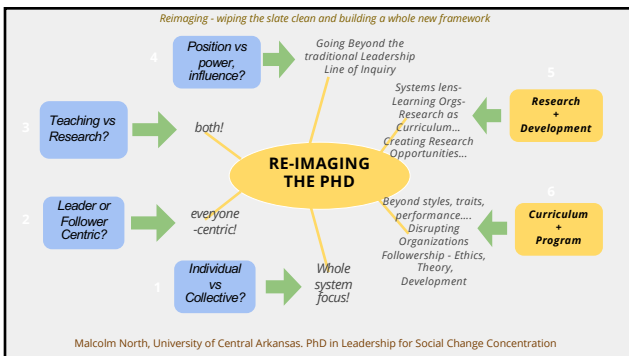 Reimaging - wiping the slate clean and building a whole new framework
4
Position vs
power,
influence?
Going Beyond the
traditional Leadership
Line of Inquiry
3
Teaching vs
Research?
both!
Systems lens-
Learning Orgs-
Research as
Curriculum...
Creating Research
Opportunities...
5
Research
+
Development
RE-IMAGING
THE PHD
2
Leader or
Follower
Centric?
everyone
-centric!
Beyond styles, traits,
performance....
Disrupting
Organizations
Followership - Ethics,
Theory,
Development
6
Curriculum
+
Program
1
Individual
vs
Collective?
Whole
system
focus!
Malcolm North, University of Central Arkansas. PhD in Leadership for Social Change Concentration